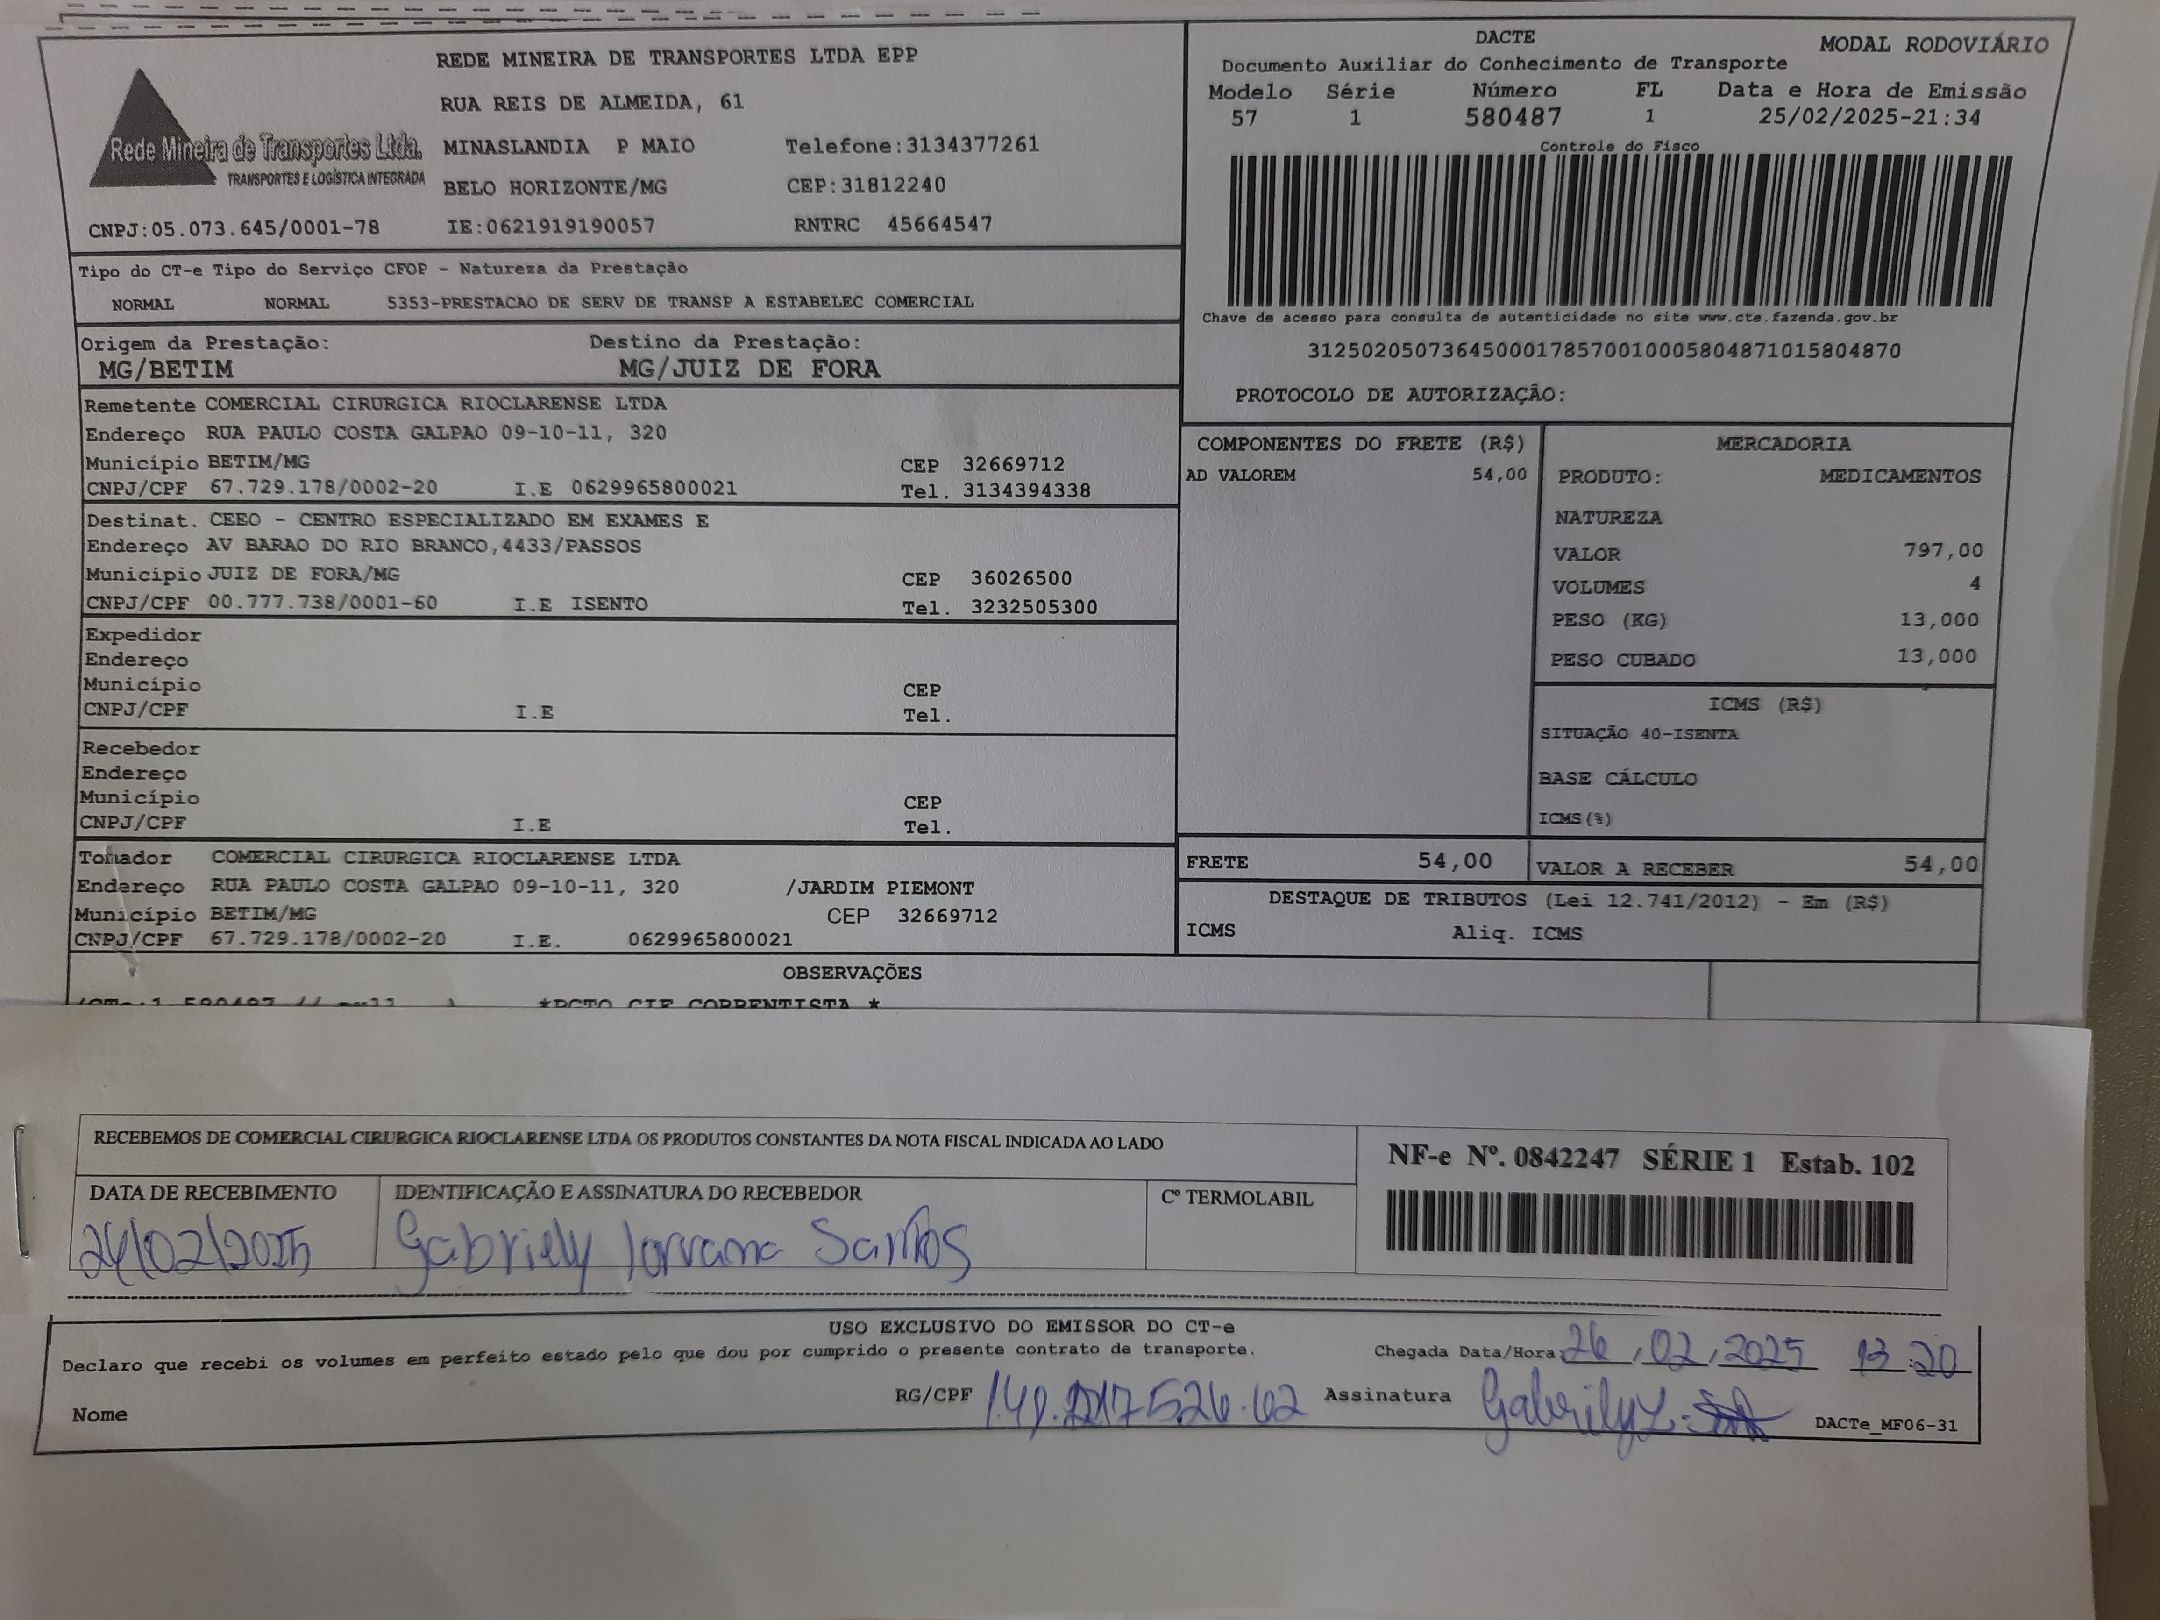 REDE MINEIRA DE TRANSPORTES LTDA EPP
RUA REIS DE ALMEIDA, 61
Rede Mineira de Transportes Ltda.
TRANSPORTES E LOGÍSTICA INTEGRADA
MINASLANDIA P MAIO Telefone:3134377261
BELO HORIZONTE/MG CEP:31812240
CNPJ:05.073.645/0001-78 IE:0621919190057 RNTRC 45664547
DACTE MODAL RODOVIÁRIO
Documento Auxiliar do Conhecimento de Transporte
Modelo Série Número FL Data e Hora de Emissão
57 1 580487 1 25/02/2025-21:34
Controle do Fisco
Chave de acesso para consulta de autenticidade no site www.cte.fazenda.gov.br
31250205073645000178570010005804871015804870
PROTOCOLO DE AUTORIZAÇÃO:
Tipo do CT-e Tipo do Serviço CFOP - Natureza da Prestação
NORMAL NORMAL 5353-PRESTACAO DE SERV DE TRANSP A ESTABELEC COMERCIAL
Origem da Prestação: Destino da Prestação:
MG/BETIM MG/JUIZ DE FORA
Remetente COMERCIAL CIRURGICA RIOCLARENSE LTDA
Endereço RUA PAULO COSTA GALPAO 09-10-11, 320
Município BETIM/MG CEP 32669712
CNPJ/CPF 67.729.178/0002-20 I.E 0629965800021 Tel. 3134394338
Destinat. CEEO - CENTRO ESPECIALIZADO EM EXAMES E
Endereço AV BARAO DO RIO BRANCO,4433/PASSOS
Município JUIZ DE FORA/MG CEP 36026500
CNPJ/CPF 00.777.738/0001-60 I.E ISENTO Tel. 3232505300
Expedidor
Endereço
Município CEP
CNPJ/CPF I.E Tel.
Recebedor
Endereço
Município CEP
CNPJ/CPF I.E Tel.
Tomador COMERCIAL CIRURGICA RIOCLARENSE LTDA
Endereço RUA PAULO COSTA GALPAO 09-10-11, 320 /JARDIM PIEMONT
Município BETIM/MG CEP 32669712
CNPJ/CPF 67.729.178/0002-20 I.E. 0629965800021
COMPONENTES DO FRETE (R$)
AD VALOREM 54,00
MERCADORIA
PRODUTO: MEDICAMENTOS
NATUREZA
VALOR 797,00
VOLUMES 4
PESO (KG) 13,000
PESO CUBADO 13,000
ICMS (R$)
SITUAÇÃO 40-ISENTA
BASE CÁLCULO
ICMS(%)
FRETE 54,00 VALOR A RECEBER 54,00
DESTAQUE DE TRIBUTOS (Lei 12.741/2012) - Em (R$)
ICMS Aliq. ICMS
OBSERVAÇÕES
*PGTO CIF CORRENTISTA *
RECEBEMOS DE COMERCIAL CIRURGICA RIOCLARENSE LTDA OS PRODUTOS CONSTANTES DA NOTA FISCAL INDICADA AO LADO
NF-e Nº. 0842247 SÉRIE 1 Estab. 102
DATA DE RECEBIMENTO IDENTIFICAÇÃO E ASSINATURA DO RECEBEDOR Cº TERMOLABIL
26/02/2025 Gabriely Lorrana Santos
USO EXCLUSIVO DO EMISSOR DO CT-e
Declaro que recebi os volumes em perfeito estado pelo que dou por cumprido o presente contrato de transporte. Chegada Data/Hora: 26,02,2025 13:20
Nome RG/CPF Assinatura DACTe_MF06-31